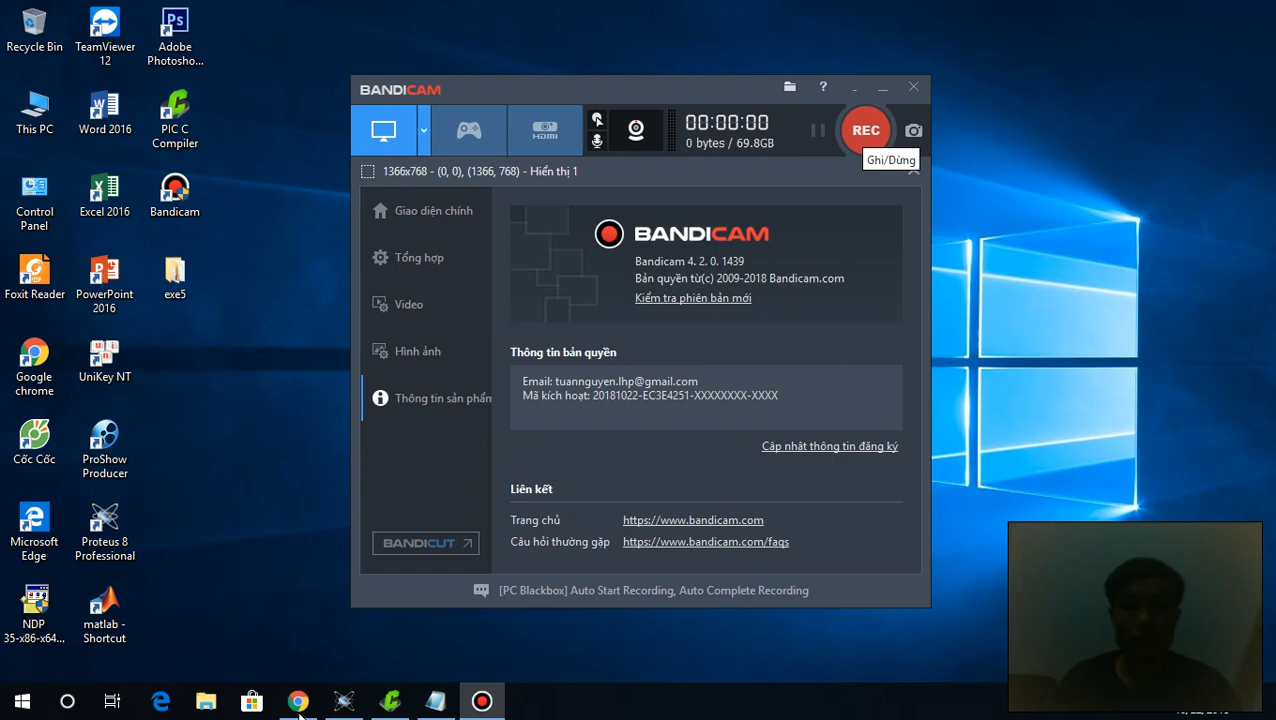 Recycle Bin
TeamViewer
12
Adobe
Photosho...
This PC
Word 2016
PIC C
Compiler
Control
Panel
Excel 2016
Bandicam
Foxit Reader
PowerPoint
2016
exe5
Google
chrome
UniKey NT
Cốc Cốc
ProShow
Producer
Microsoft
Edge
Proteus 8
Professional
NDP
35-x86-x64...
matlab -
Shortcut
BANDICAM
?
HDMI
00:00:00
0 bytes / 69.8GB
REC
Ghi/Dừng
1366x768 - (0, 0), (1366, 768) - Hiển thị 1
Giao diện chính
Tổng hợp
Video
Hình ảnh
Thông tin sản phẩm
BANDICUT
BANDICAM
Bandicam 4. 2. 0. 1439
Bản quyền từ(c) 2009-2018 Bandicam.com
Kiểm tra phiên bản mới
Thông tin bản quyền
Email: tuannguyen.lhp@gmail.com
Mã kích hoạt: 20181022-EC3E4251-XXXXXXXX-XXXX
Cập nhật thông tin đăng ký
Liên kết
Trang chủ
https://www.bandicam.com
Câu hỏi thường gặp
https://www.bandicam.com/faqs
[PC Blackbox] Auto Start Recording, Auto Complete Recording